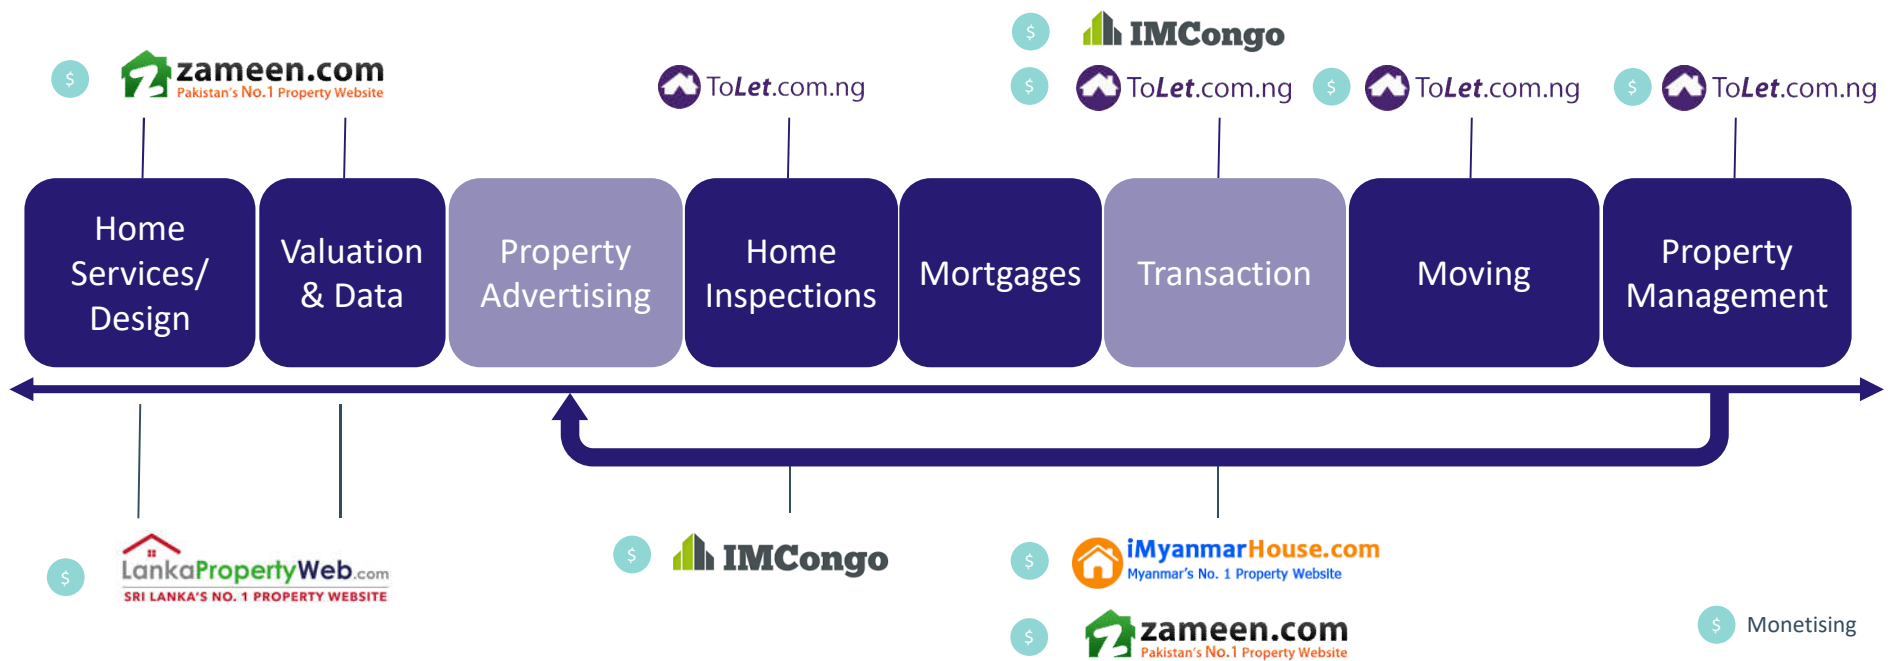 $ IMCongo
$ zameen.com
Pakistan's No.1 Property Website
ToLet.com.ng
$ ToLet.com.ng
$ ToLet.com.ng
$ ToLet.com.ng
Home
Services/
Design
Valuation
& Data
Property
Advertising
Home
Inspections
Mortgages
Transaction
Moving
Property
Management
$ LankaPropertyWeb.com
SRI LANKA'S NO. 1 PROPERTY WEBSITE
$ IMCongo
$ iMyanmarHouse.com
Myanmar's No. 1 Property Website
$ zameen.com
Pakistan's No.1 Property Website
$ Monetising